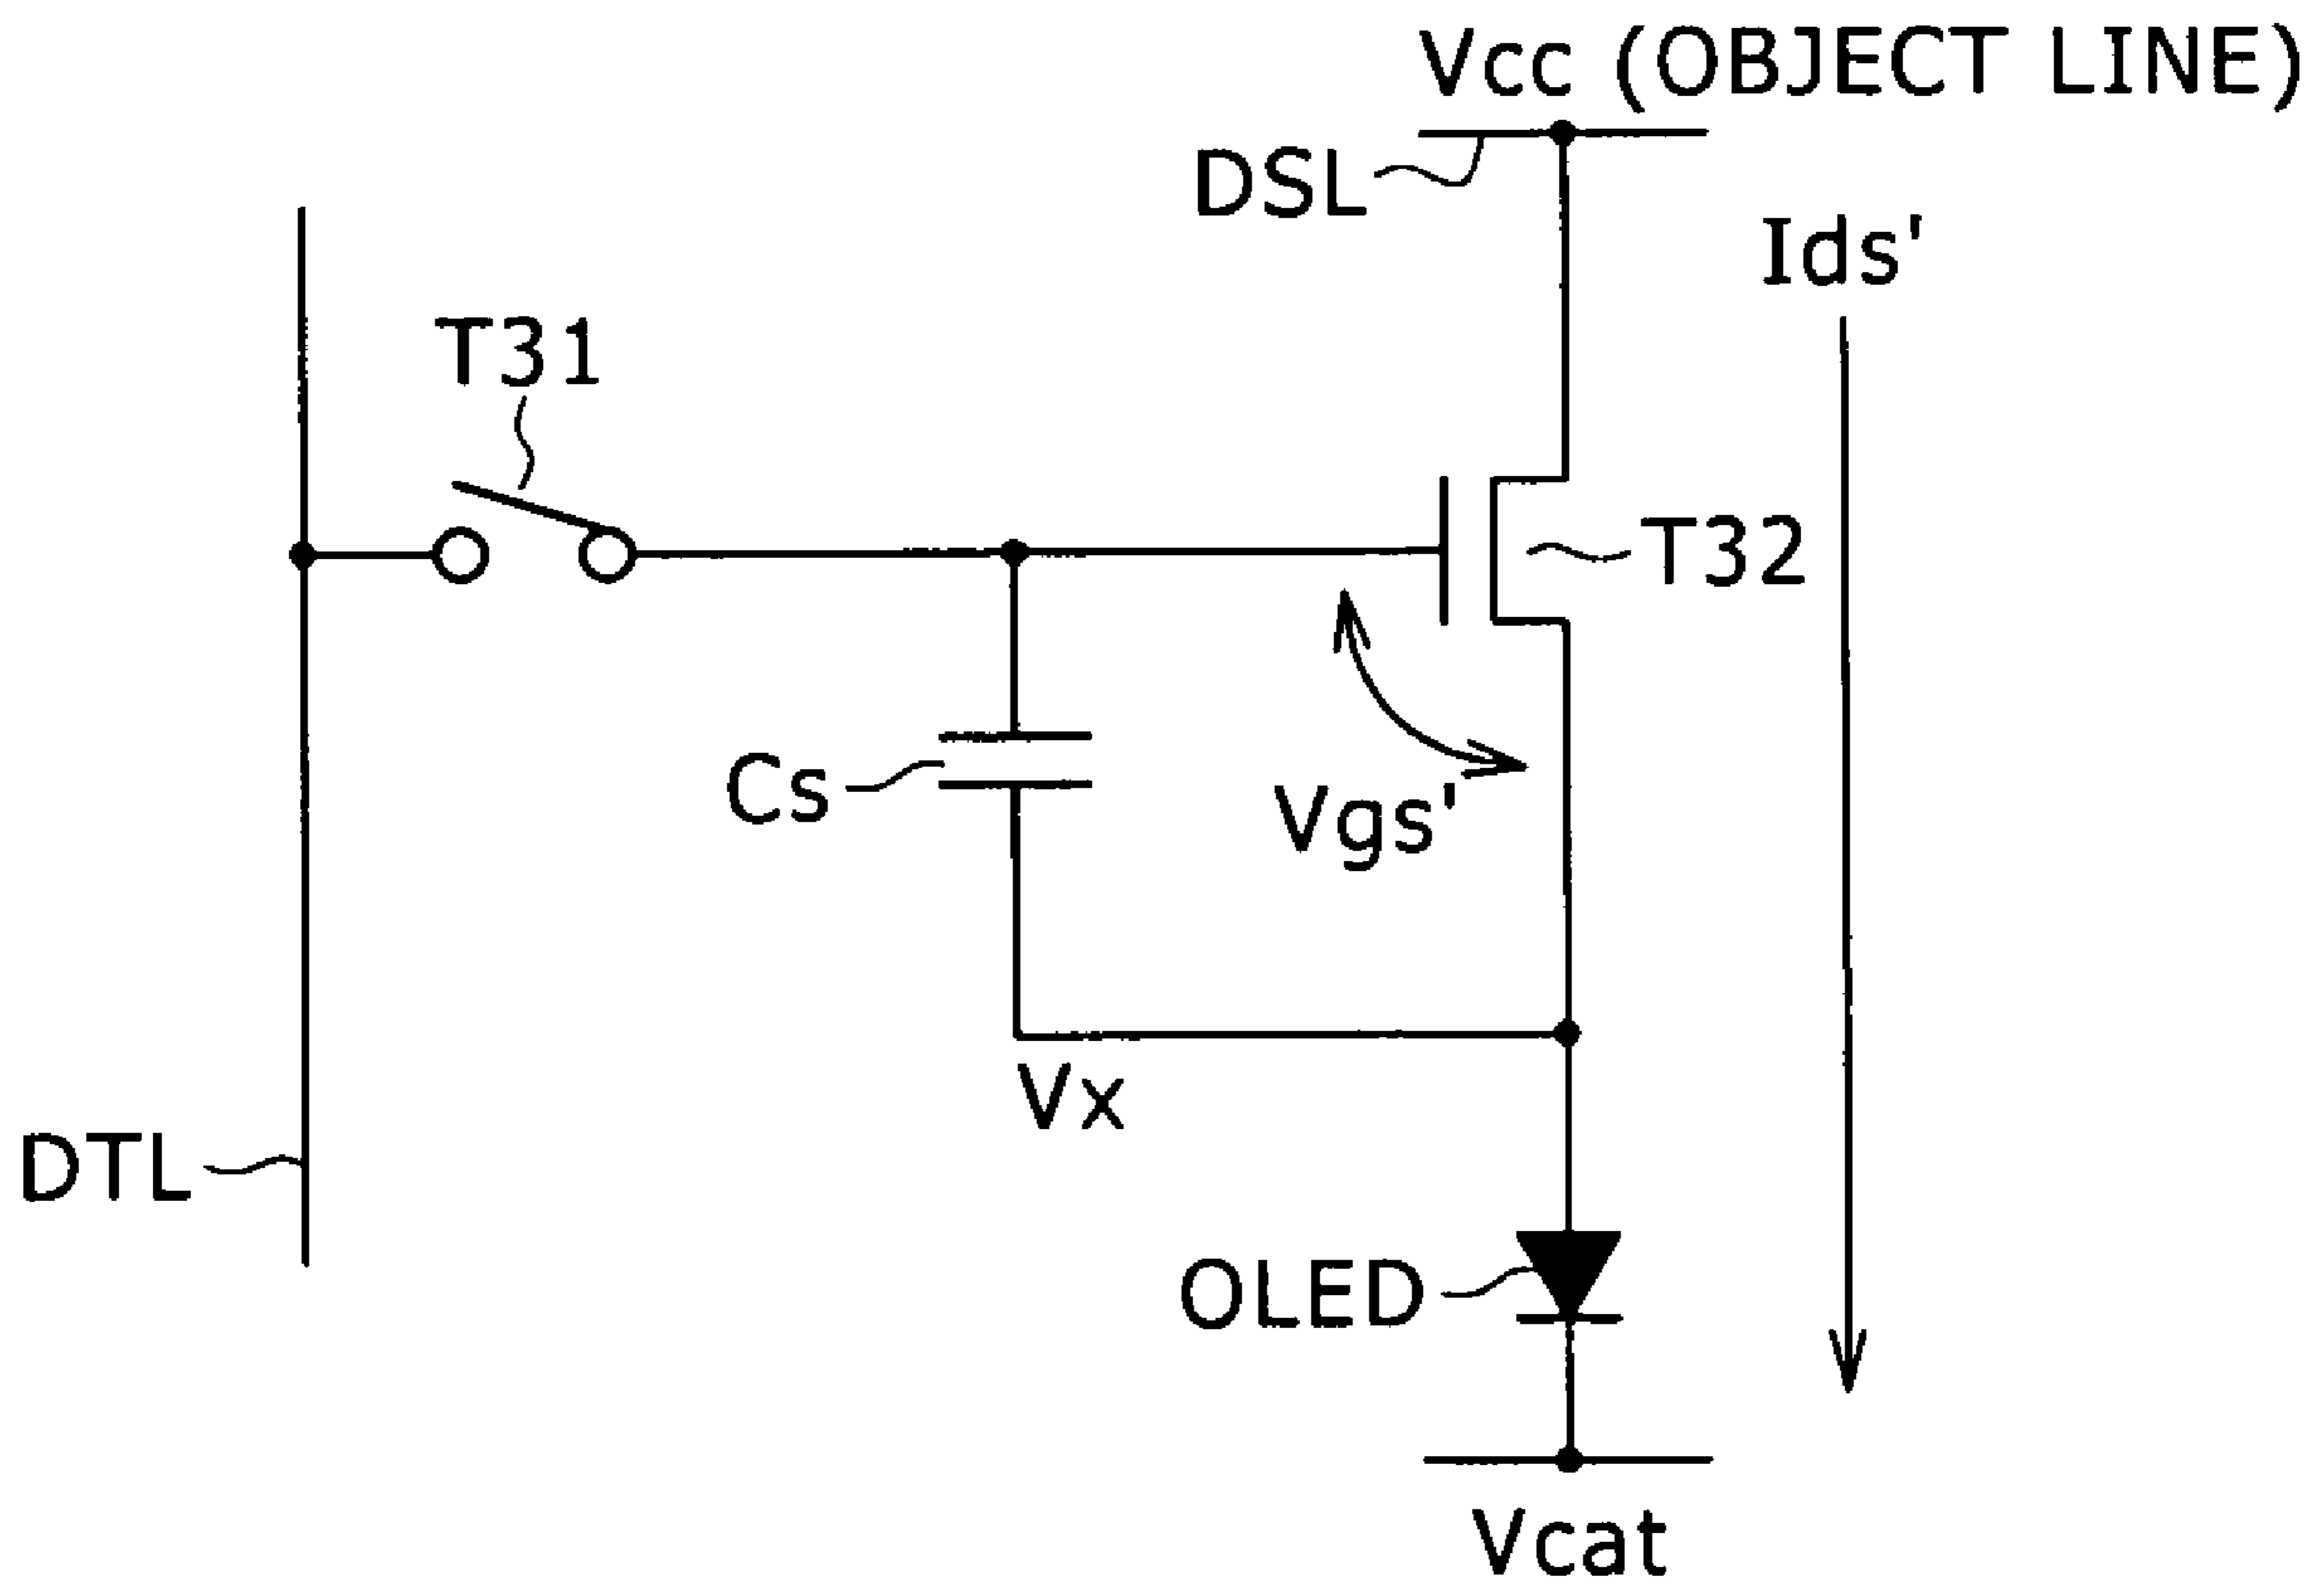 Vcc (OBJECT LINE)
DSL
Ids'
T31
T32
Cs
Vgs'
Vx
DTL
OLED
Vcat